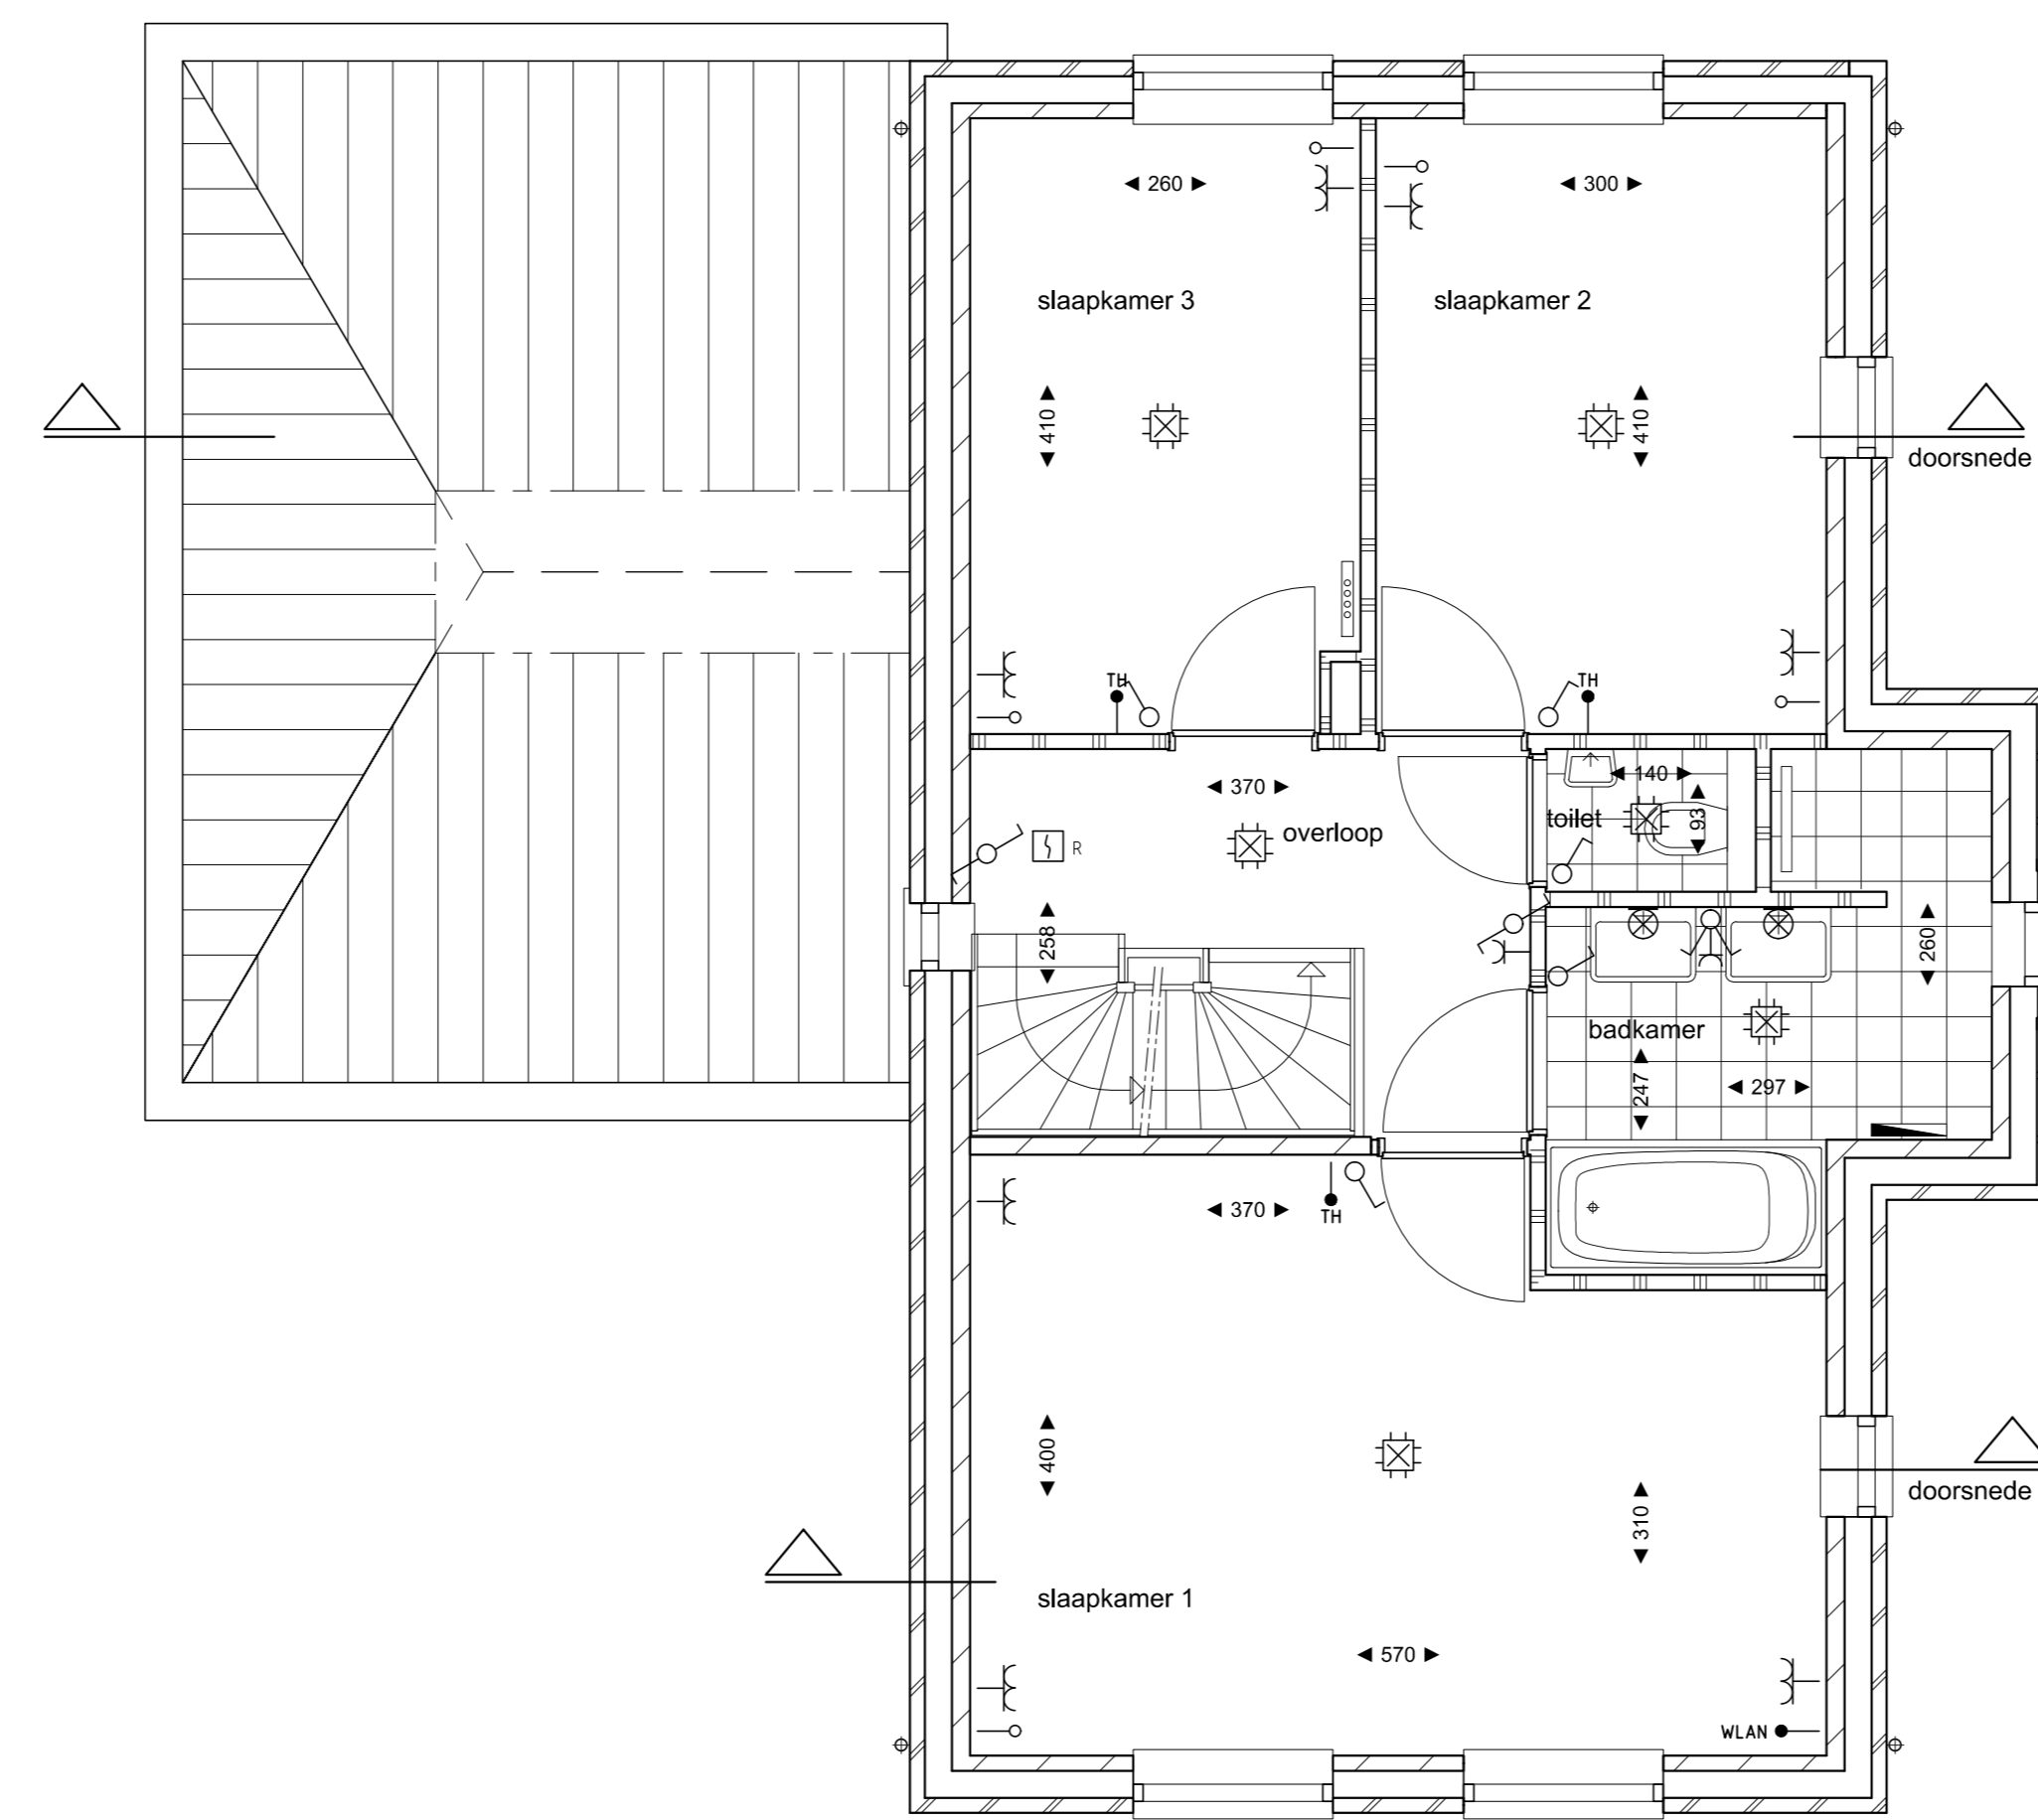 260
300
slaapkamer 3
slaapkamer 2
410
410
doorsnede
TH
TH
370
140
93
toilet
overloop
R
258
260
badkamer
247
297
370
TH
400
310
doorsnede
slaapkamer 1
570
WLAN